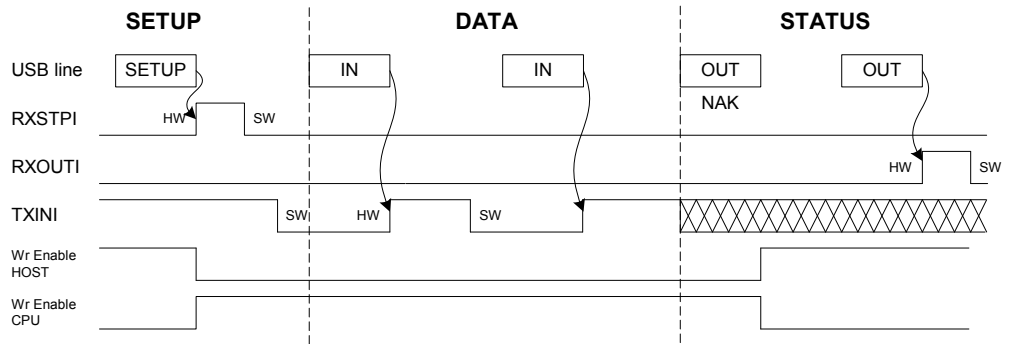 SETUP DATA STATUS
USB line SETUP IN IN OUT OUT
NAK
RXSTPI HW SW
RXOUTI HW SW
TXINI SW HW SW
Wr Enable
HOST
Wr Enable
CPU